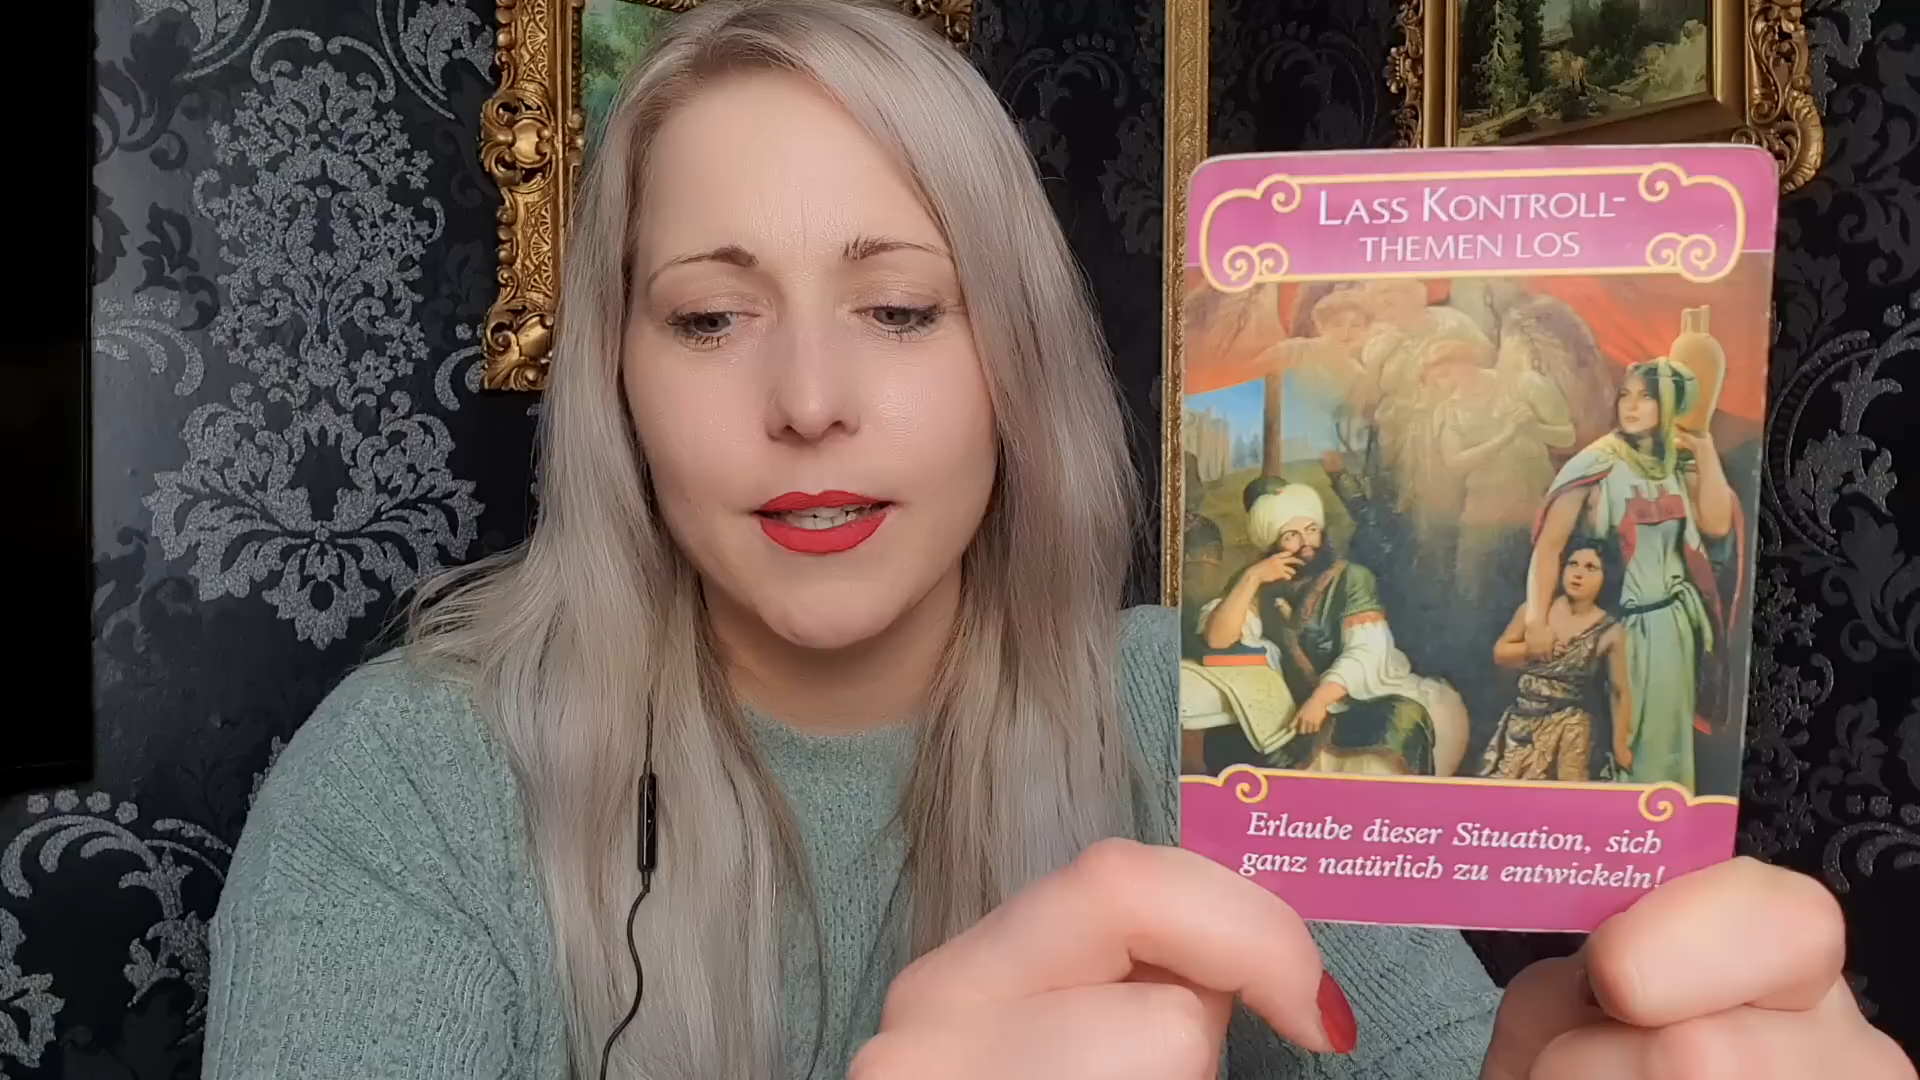 LASS KONTROLL-
THEMEN LOS
Erlaube dieser Situation, sich
ganz natürlich zu entwickeln!